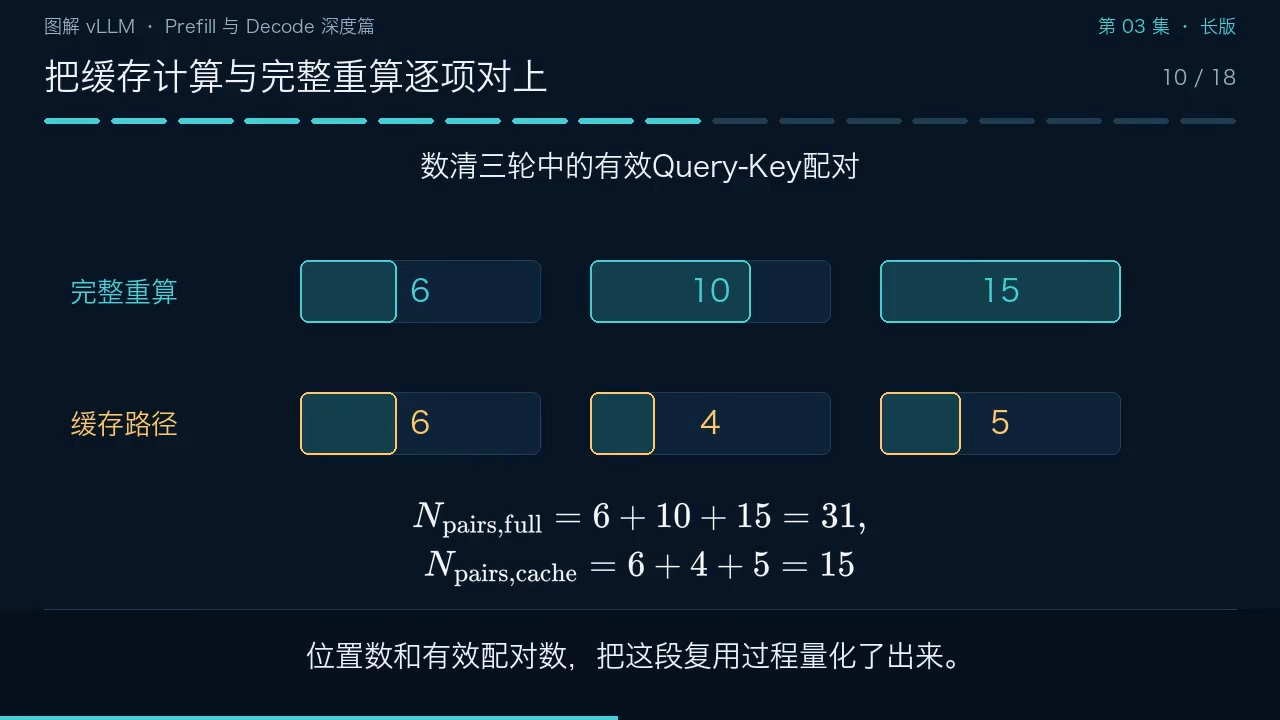 图解 vLLM · Prefill 与 Decode 深度篇
第 03 集 · 长版
把缓存计算与完整重算逐项对上
10 / 18
数清三轮中的有效Query-Key配对
完整重算 6 10 15
缓存路径 6 4 5
N_pairs,full = 6 + 10 + 15 = 31,
N_pairs,cache = 6 + 4 + 5 = 15
位置数和有效配对数，把这段复用过程量化了出来。